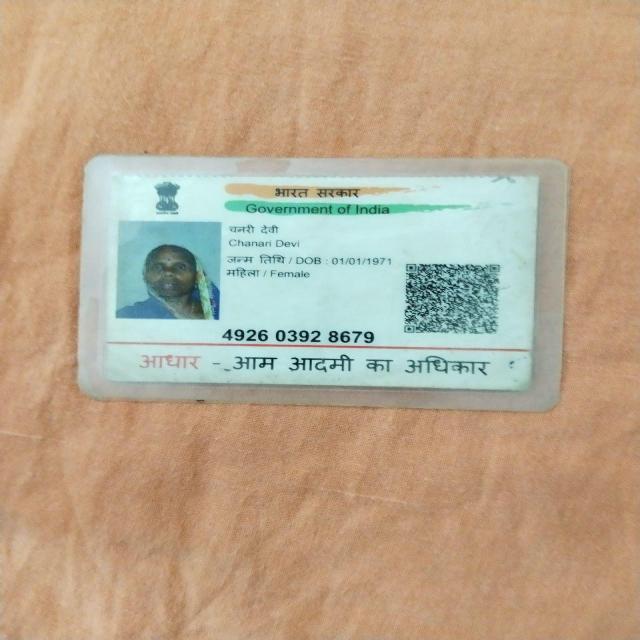 भारत सरकार
Government of India
चनरी देवी
Chanari Devi
जन्म तिथि / DOB : 01/01/1971
महिला / Female
4926 0392 8679
आधार - आम आदमी का अधिकार